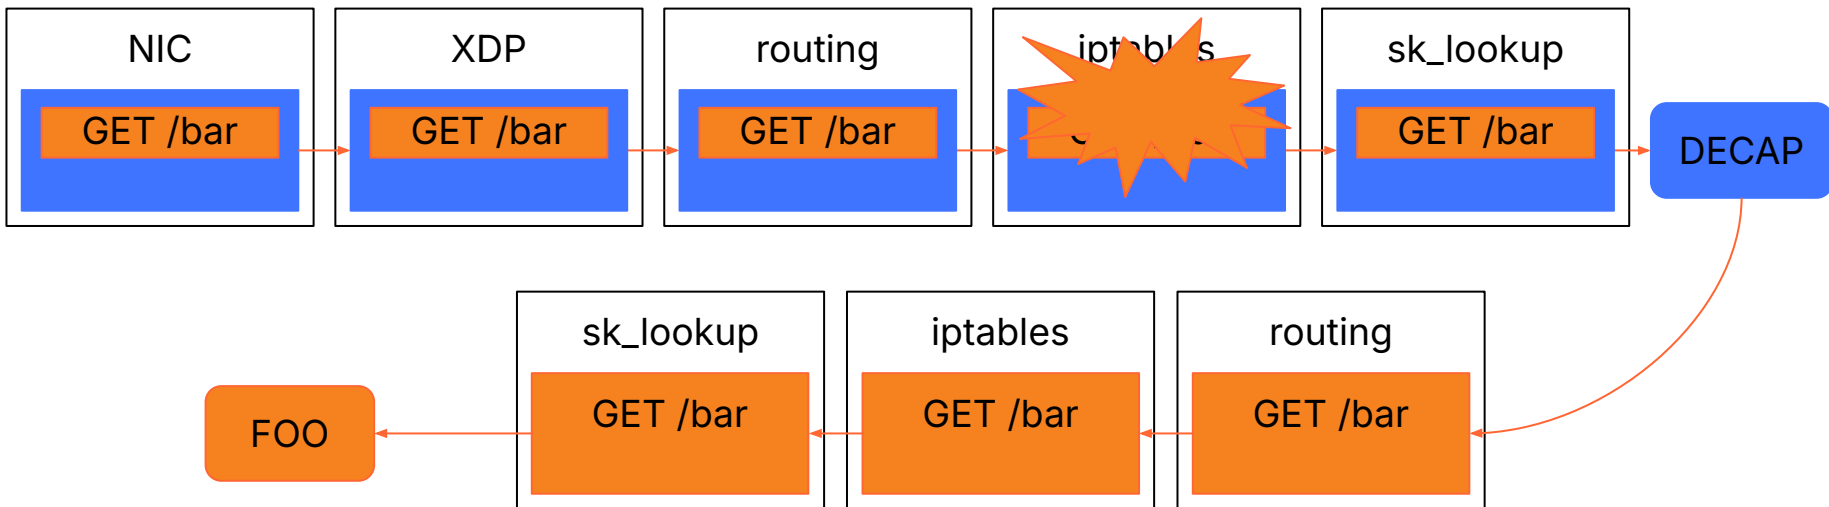 NIC
XDP
routing
iptables
sk_lookup
GET /bar
GET /bar
GET /bar
GET /bar
DECAP
sk_lookup
iptables
routing
GET /bar
GET /bar
GET /bar
FOO